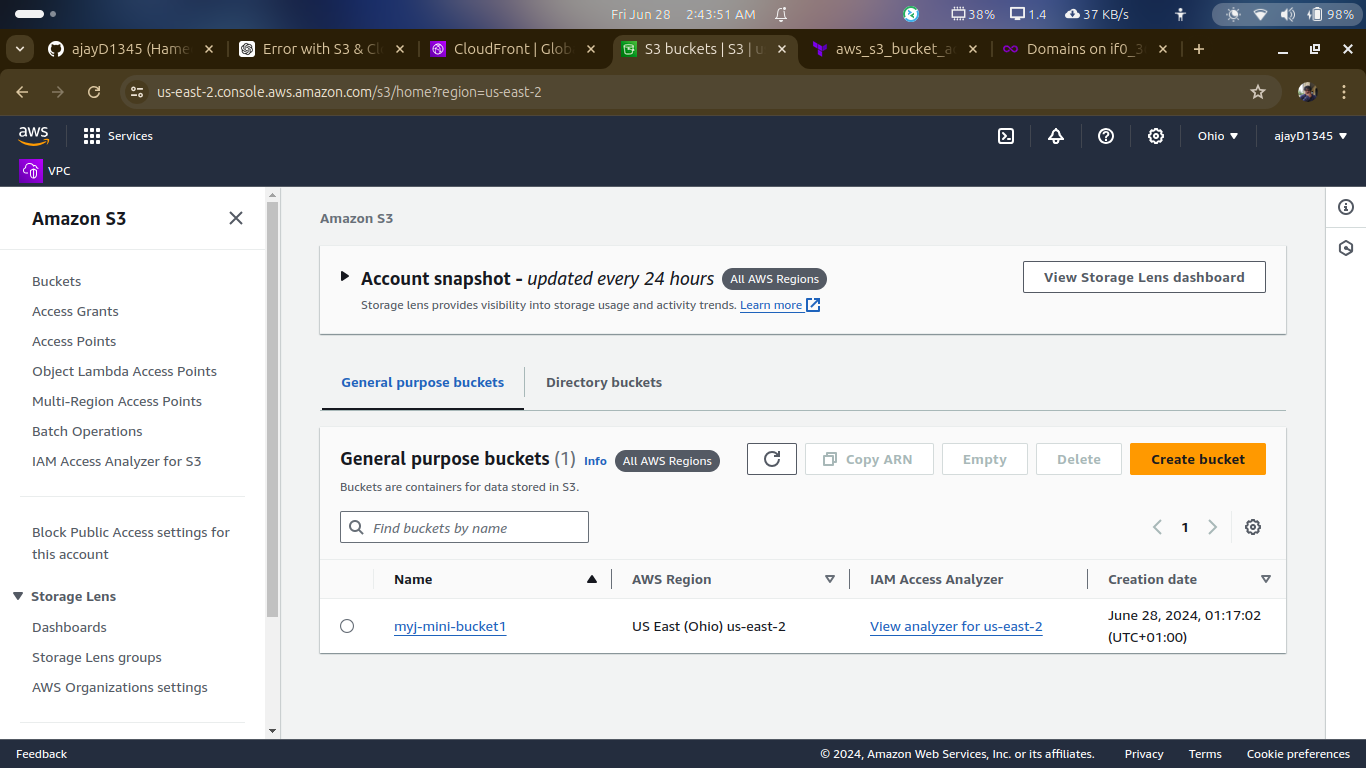 Fri Jun 28 2:43:51 AM 38% 1.4 37 KB/s 98%
ajayD1345 (Hame Error with S3 & Cl CloudFront | Glob S3 buckets | S3 | u aws_s3_bucket_a Domains on if0_3
us-east-2.console.aws.amazon.com/s3/home?region=us-east-2
aws Services Ohio ajayD1345
VPC
Amazon S3
Buckets
Access Grants
Access Points
Object Lambda Access Points
Multi-Region Access Points
Batch Operations
IAM Access Analyzer for S3
Block Public Access settings for
this account
Storage Lens
Dashboards
Storage Lens groups
AWS Organizations settings
Amazon S3
Account snapshot - updated every 24 hours All AWS Regions
View Storage Lens dashboard
Storage lens provides visibility into storage usage and activity trends. Learn more
General purpose buckets Directory buckets
General purpose buckets (1) Info All AWS Regions
Copy ARN Empty Delete Create bucket
Buckets are containers for data stored in S3.
Find buckets by name
1
Name AWS Region IAM Access Analyzer Creation date
myj-mini-bucket1 US East (Ohio) us-east-2 View analyzer for us-east-2 June 28, 2024, 01:17:02
(UTC+01:00)
Feedback © 2024, Amazon Web Services, Inc. or its affiliates. Privacy Terms Cookie preferences